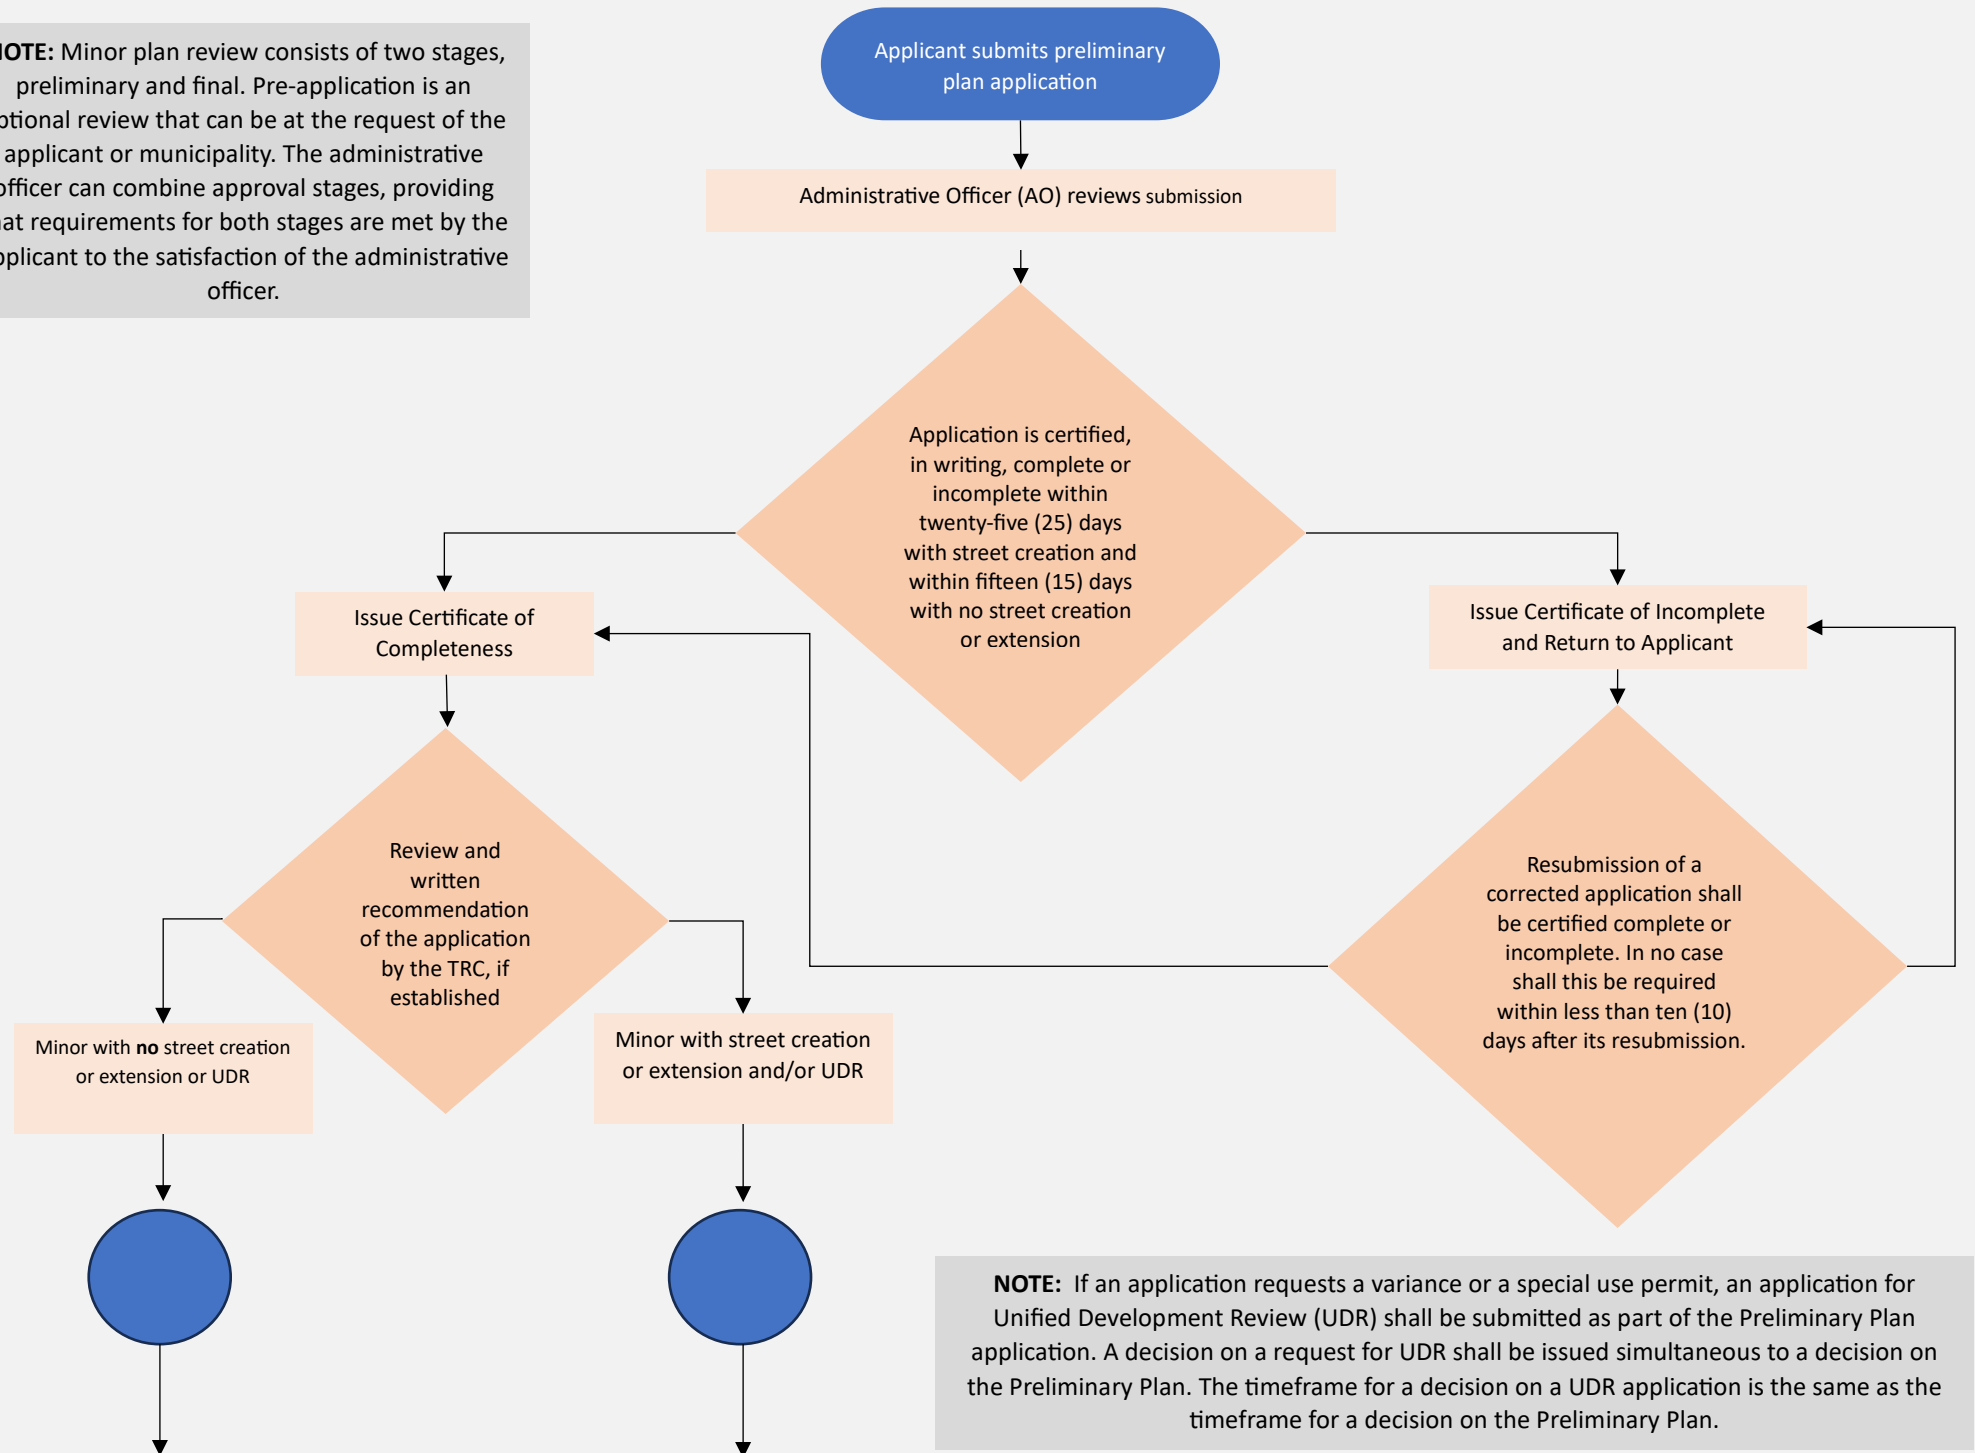 NOTE: Minor plan review consists of two stages,
preliminary and final. Pre-application is an
ptional review that can be at the request of the
applicant or municipality. The administrative
officer can combine approval stages, providing
at requirements for both stages are met by the
pplicant to the satisfaction of the administrative
officer.
Applicant submits preliminary
plan application
Administrative Officer (AO) reviews submission
Application is certified,
in writing, complete or
incomplete within
twenty-five (25) days
with street creation and
within fifteen (15) days
with no street creation
or extension
Issue Certificate of
Completeness
Issue Certificate of Incomplete
and Return to Applicant
Review and
written
recommendation
of the application
by the TRC, if
established
Resubmission of a
corrected application shall
be certified complete or
incomplete. In no case
shall this be required
within less than ten (10)
days after its resubmission.
Minor with no street creation
or extension or UDR
Minor with street creation
or extension and/or UDR
NOTE: If an application requests a variance or a special use permit, an application for
Unified Development Review (UDR) shall be submitted as part of the Preliminary Plan
application. A decision on a request for UDR shall be issued simultaneous to a decision on
the Preliminary Plan. The timeframe for a decision on a UDR application is the same as the
timeframe for a decision on the Preliminary Plan.